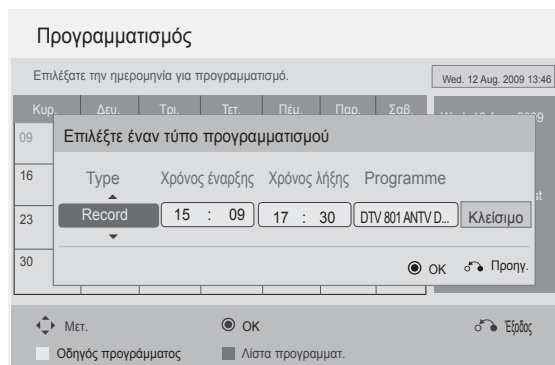 Προγραμματισμός
Επιλέξατε την ημερομηνία για προγραμματισμό.
Wed. 12 Aug. 2009 13:46
Κυρ. Δευ. Τρι. Τετ. Πέμ. Παρ. Σαβ.
09
Επιλέξτε έναν τύπο προγραμματισμού
16
Type Χρόνος έναρξης Χρόνος λήξης Programme
23
Record 15 : 09 17 : 30 DTV 801 ANTV D... Κλείσιμο
30
OK Προηγ.
Μετ. OK Έξοδος
Οδηγός προγράμματος Λίστα προγραμματ.